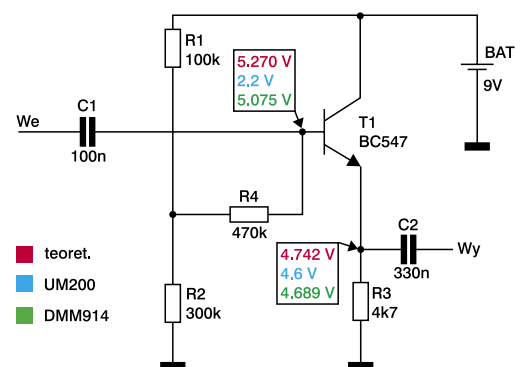 R1
100k
5.270 V
2.2 V
5.075 V
BAT
9V
C1
We
100n
T1
BC547
R4
470k
C2
Wy
330n
4.742 V
4.6 V
4.689 V
teoret.
UM200
DMM914
R2
300k
R3
4k7